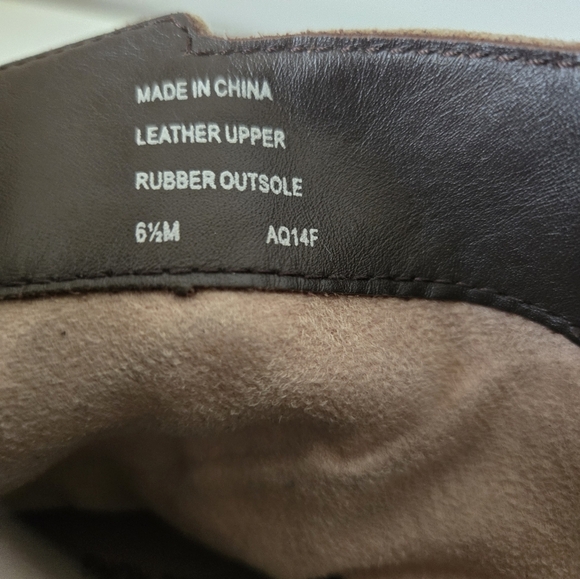 MADE IN CHINA
LEATHER UPPER
RUBBER OUTSOLE
6½M AQ14F